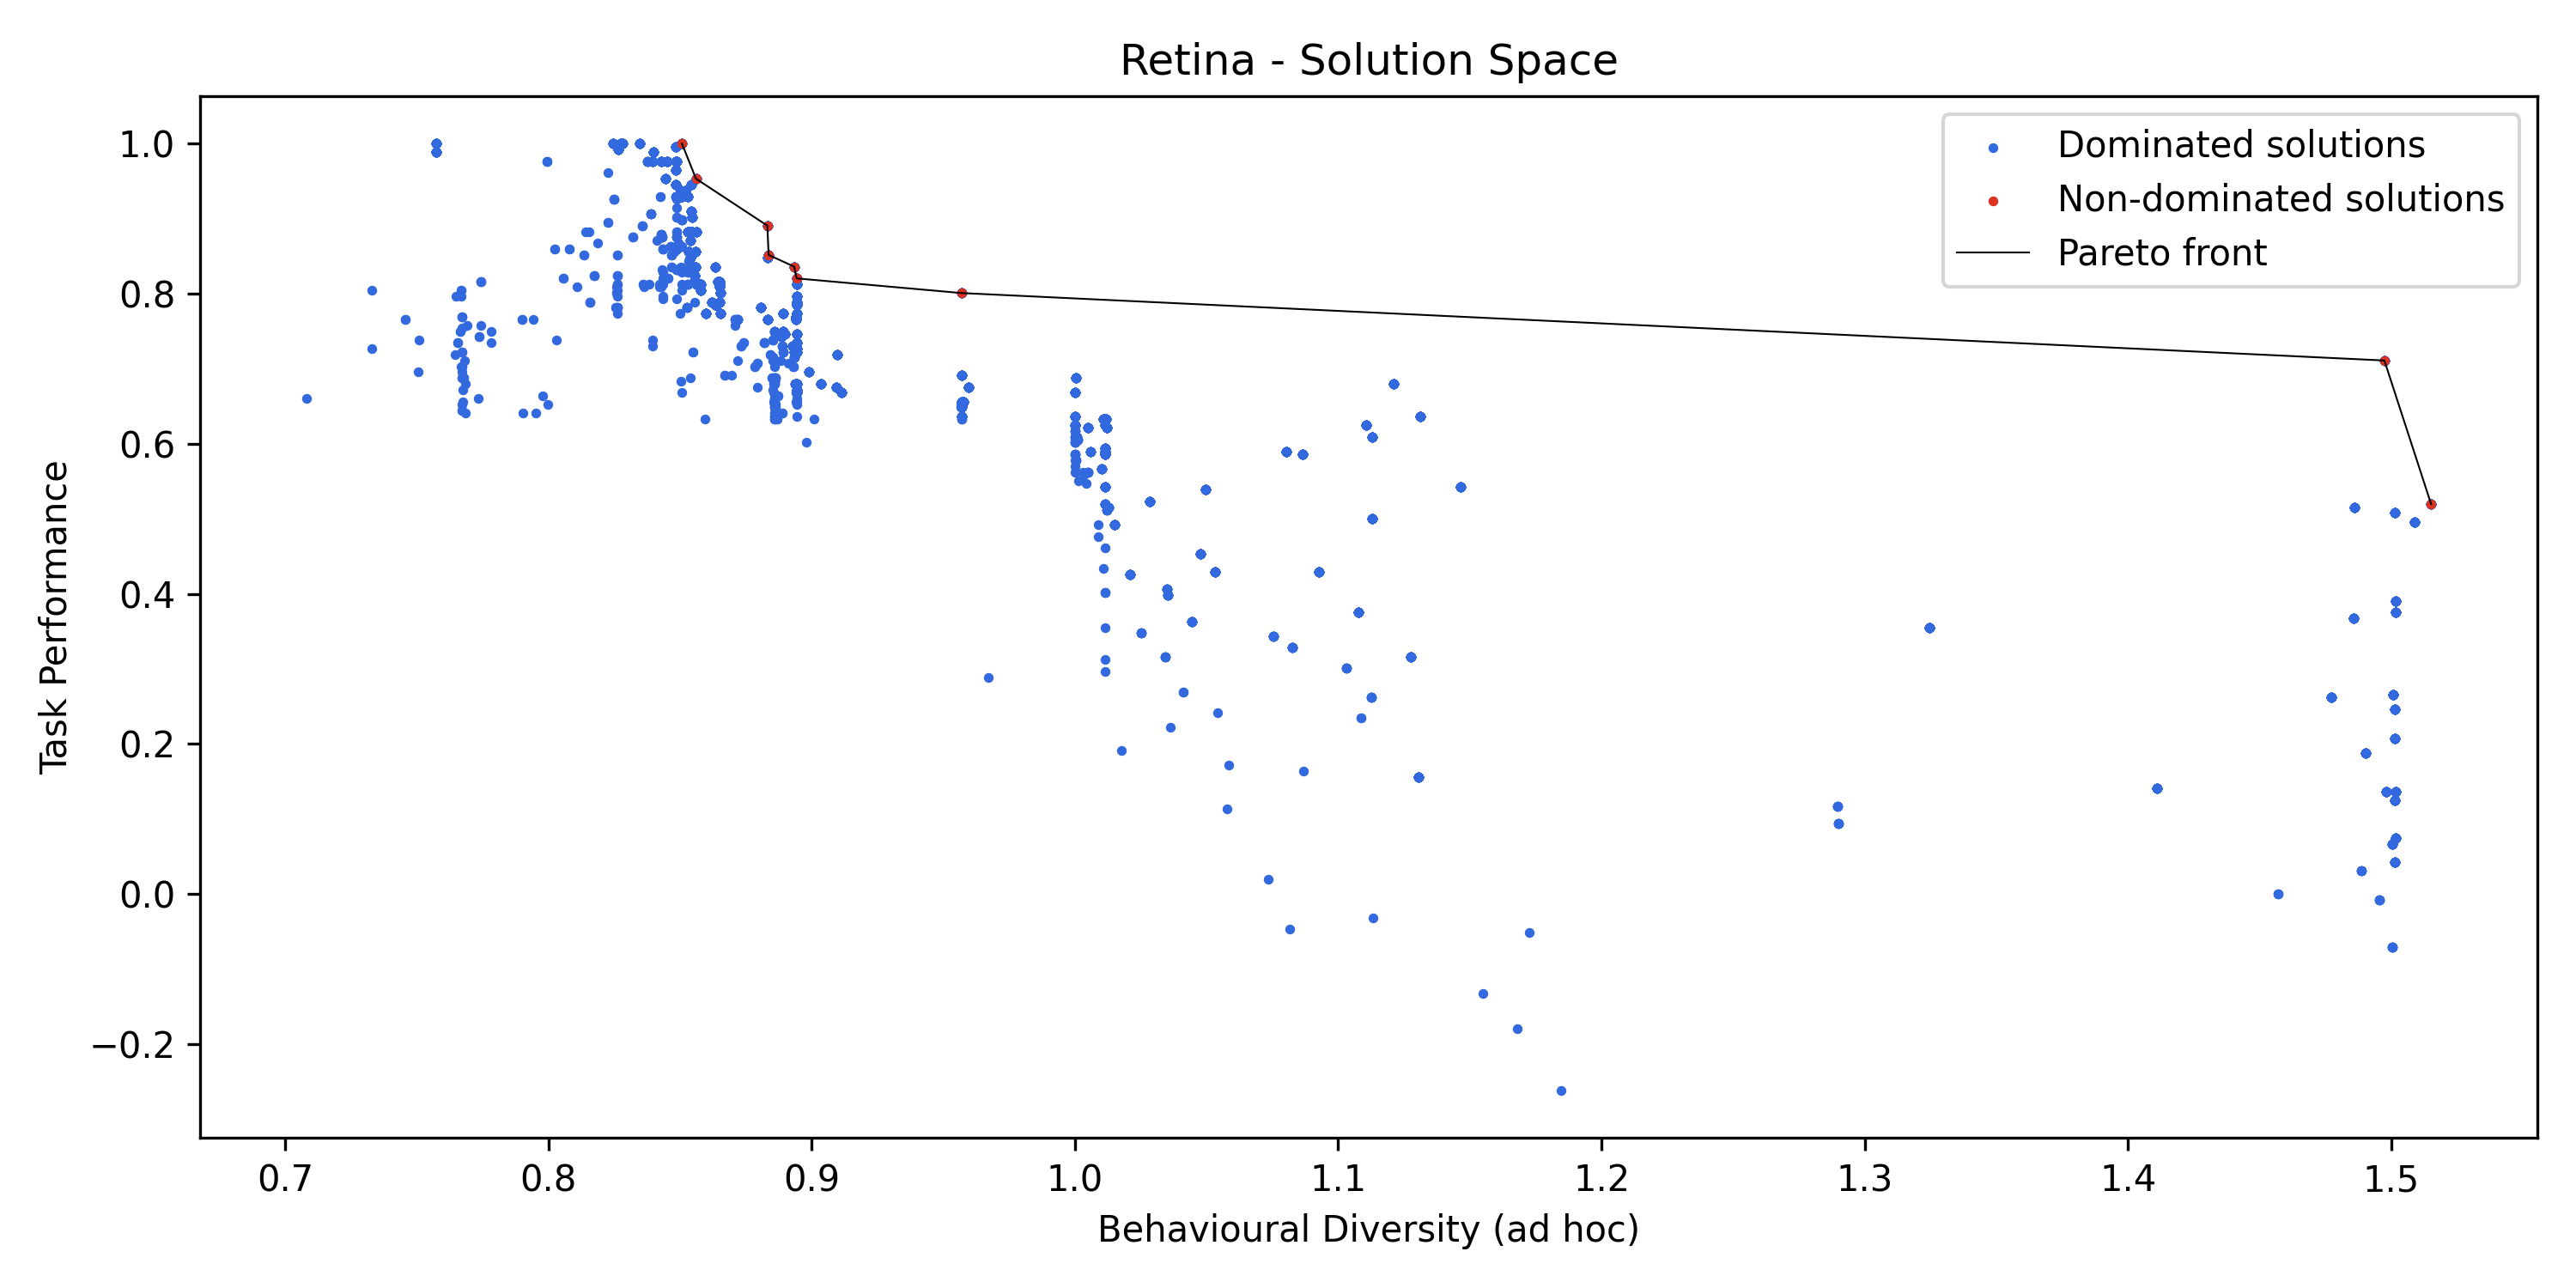 Retina - Solution Space
Dominated solutions
Non-dominated solutions
Pareto front
1.0
0.8
0.6
0.4
0.2
0.0
−0.2
Task Performance
0.7 0.8 0.9 1.0 1.1 1.2 1.3 1.4 1.5
Behavioural Diversity (ad hoc)